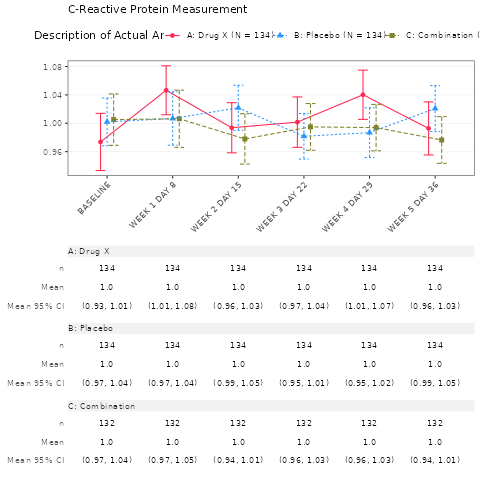 C-Reactive Protein Measurement
Description of Actual Ar A: Drug X (N = 134) B: Placebo (N = 134) C: Combination (
1.08
1.04
1.00
0.96
BASELINE WEEK 1 DAY 8 WEEK 2 DAY 15 WEEK 3 DAY 22 WEEK 4 DAY 29 WEEK 5 DAY 36
A: Drug X
n 134 134 134 134 134 134
Mean 1.0 1.0 1.0 1.0 1.0 1.0
Mean 95% CI (0.93, 1.01) (1.01, 1.08) (0.96, 1.03) (0.97, 1.04) (1.01, 1.07) (0.96, 1.03)
B: Placebo
n 134 134 134 134 134 134
Mean 1.0 1.0 1.0 1.0 1.0 1.0
Mean 95% CI (0.97, 1.04) (0.97, 1.04) (0.99, 1.05) (0.95, 1.01) (0.95, 1.02) (0.99, 1.05)
C: Combination
n 132 132 132 132 132 132
Mean 1.0 1.0 1.0 1.0 1.0 1.0
Mean 95% CI (0.97, 1.04) (0.97, 1.05) (0.94, 1.01) (0.96, 1.03) (0.96, 1.03) (0.94, 1.01)